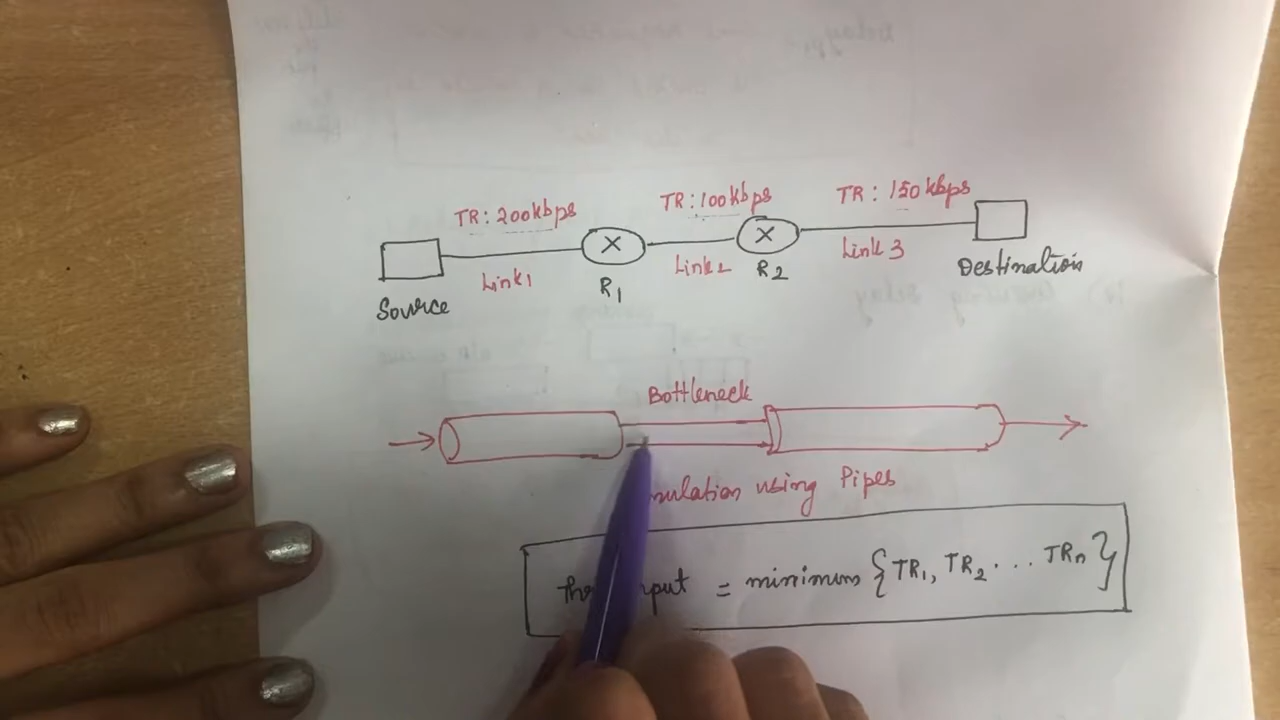 TR: 200kbps TR: 100kbps TR: 150 kbps
Link1 Link2 Link 3
Source R1 R2 Destination
Bottleneck
using Pipes
= minimum {TR1, TR2 ... TRn}